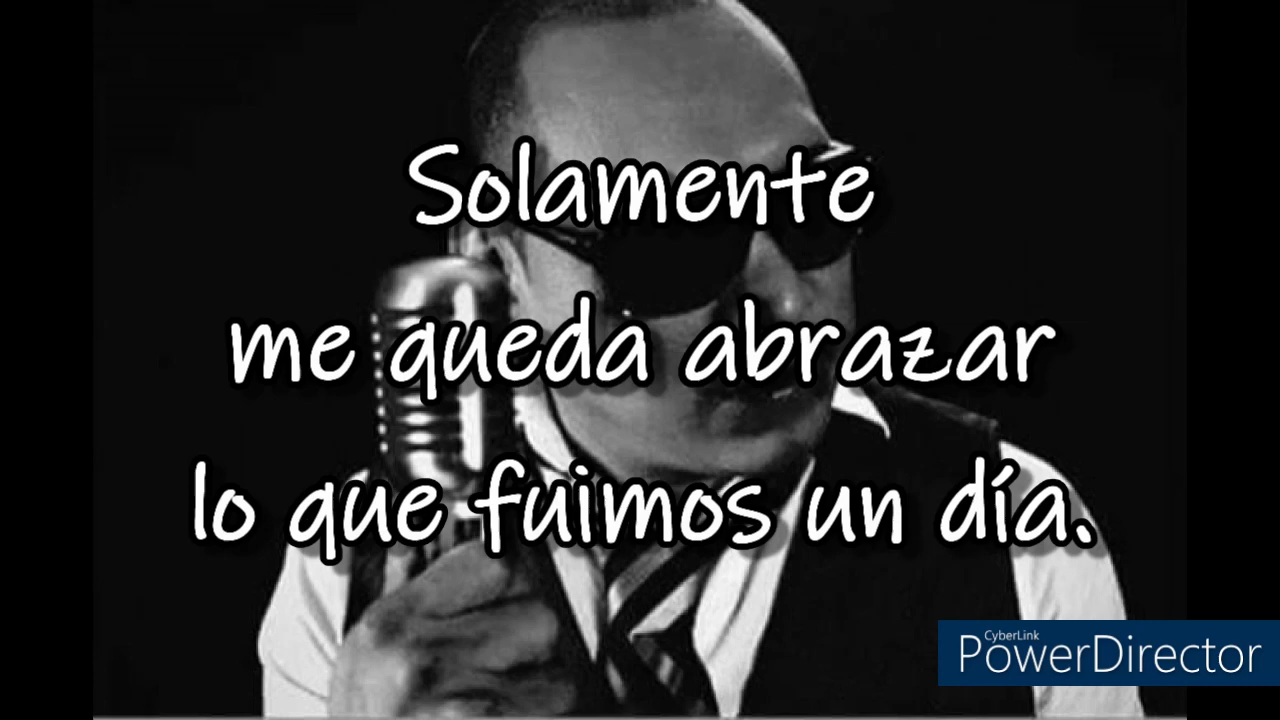 Solamente
me queda abrazar
lo que fuimos un día.
CyberLink
PowerDirector